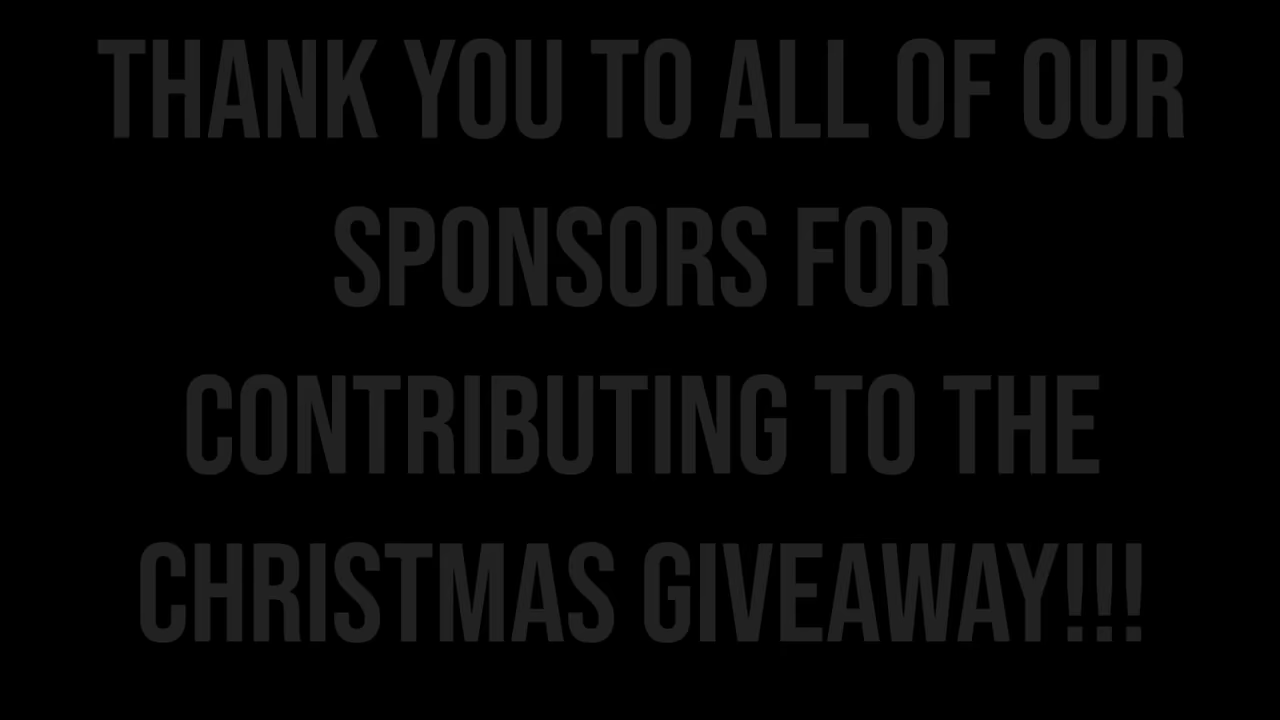 THANK YOU TO ALL OF OUR
SPONSORS FOR
CONTRIBUTING TO THE
CHRISTMAS GIVEAWAY!!!